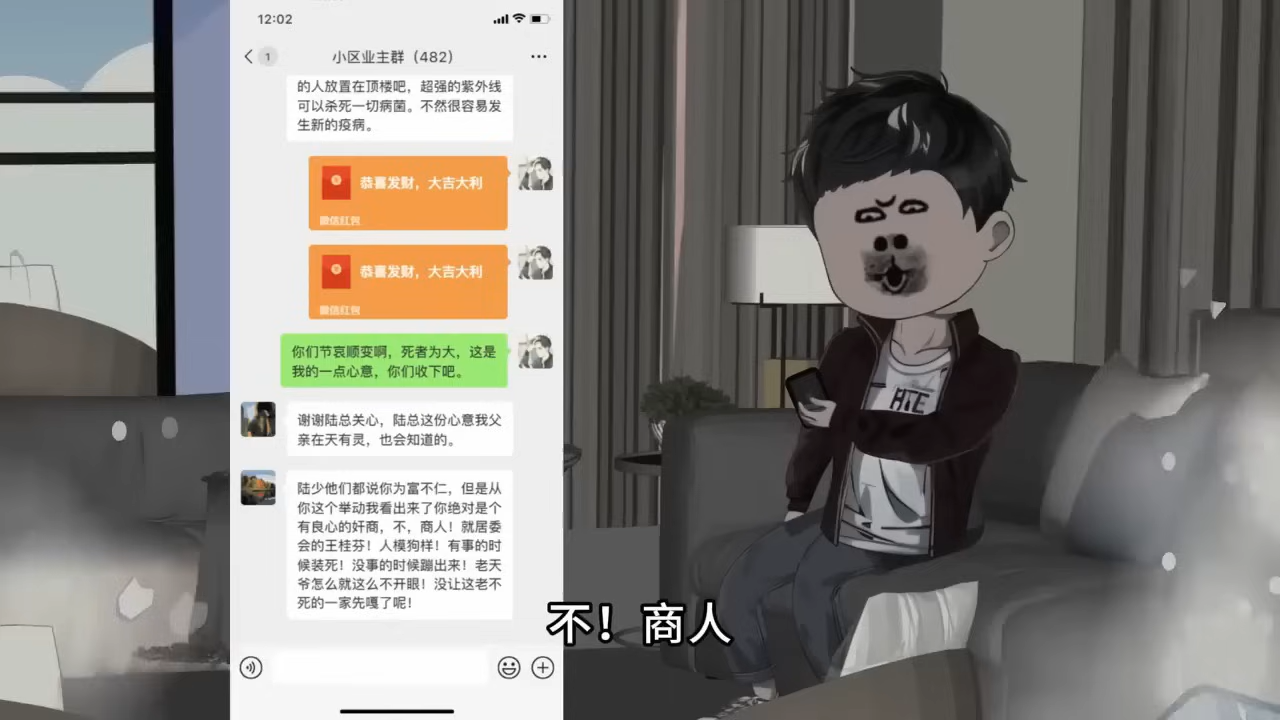 12:02
1
小区业主群（482）
的人放置在顶楼吧，超强的紫外线
可以杀死一切病菌。不然很容易发
生新的疫病。
恭喜发财，大吉大利
微信红包
恭喜发财，大吉大利
微信红包
你们节哀顺变啊，死者为大，这是
我的一点心意，你们收下吧。
谢谢陆总关心，陆总这份心意我父
亲在天有灵，也会知道的。
陆少他们都说你为富不仁，但是从
你这个举动我看出来了你绝对是个
有良心的奸商，不，商人！就居委
会的王桂芬！人模狗样！有事的时
候装死！没事的时候蹦出来！老天
爷怎么就这么不开眼！没让这老不
死的一家先嘎了呢！
不！商人